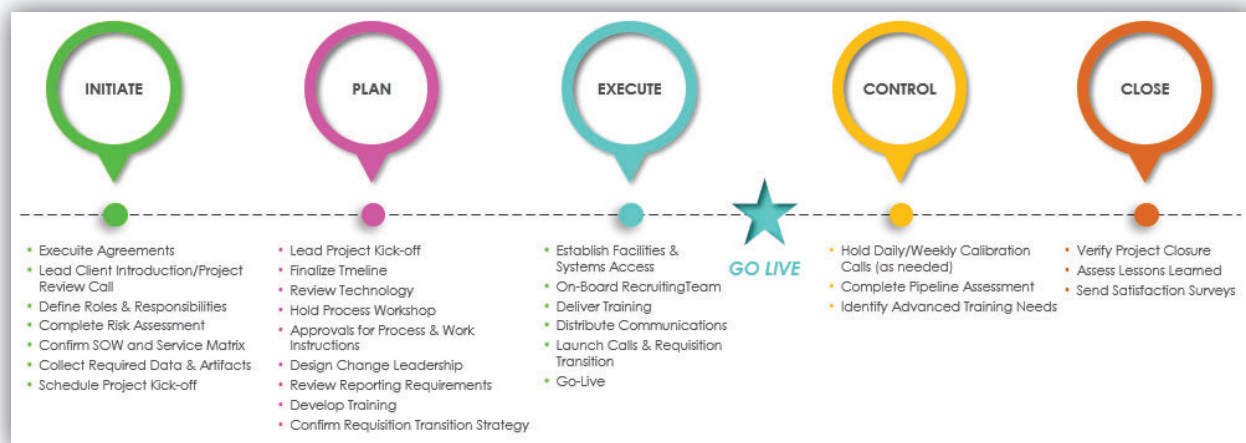 INITIATE
PLAN
EXECUTE
CONTROL
CLOSE
GO LIVE
• Execuite Agreements
• Lead Client Introduction/Project
Review Call
• Define Roles & Responsibilities
• Complete Risk Assessment
• Confirm SOW and Service Matrix
• Collect Required Data & Artifacts
• Schedule Project Kick-off
• Lead Project Kick-off
• Finalize Tmeline
• Review Technology
• Hold Process Workshop
• Approvals for Process & Work
Instructions
• Design Change Leadership
• Review Reporting Requirements
• Develop Training
• Confirm Requisition Transition Strategy
• Establish Facilities &
Systems Access
• On-Board RecruitingTeam
• Deliver Training
• Distribute Communications
• Launch Calls & Requisition
Transition
• Go-Live
• Hold Daily/Weekly Calibration
Calls (as needed)
• Complete Pipeline Assessment
• Identify Advanced Training Needs
• Verify Project Closure
• Assess Lessons Learned
• Send Satisfaction Surveys